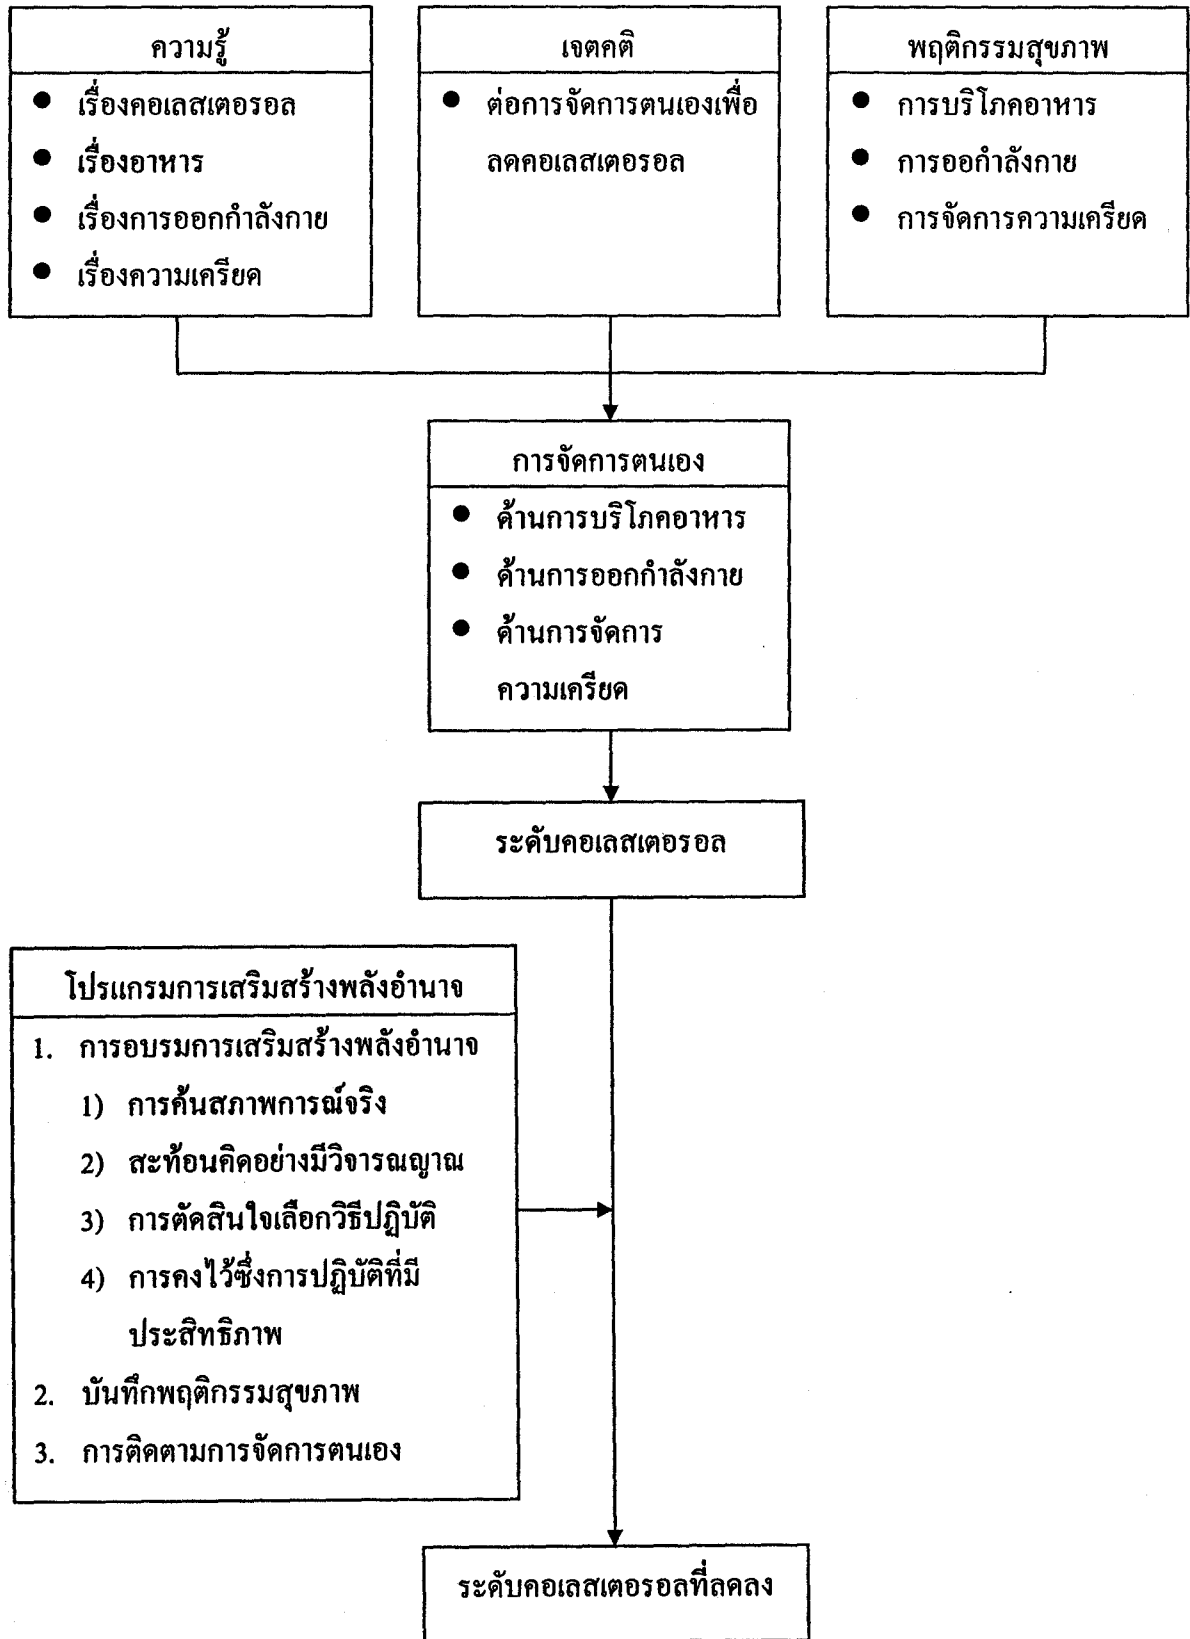 ความรู้
● เรื่องคอเลสเตอรอล
● เรื่องอาหาร
● เรื่องการออกกำลังกาย
● เรื่องความเครียด
เจตคติ
● ต่อการจัดการตนเองเพื่อ
ลดคอเลสเตอรอล
พฤติกรรมสุขภาพ
● การบริโภคอาหาร
● การออกำลังกาย
● การจัดการความเครียด
การจัดการตนเอง
● ด้านการบริโภคอาหาร
● ด้านการออกกำลังกาย
● ด้านการจัดการ
ความเครียด
ระดับคอเลสเตอรอล
โปรแกรมการเสริมสร้างพลังอำนาจ
1. การอบรมการเสริมสร้างพลังอำนาจ
1) การค้นสภาพการณ์จริง
2) สะท้อนคิดอย่างมีวิจารณญาณ
3) การตัดสินใจเลือกวิธีปฏิบัติ
4) การคงไว้ซึ่งการปฏิบัติที่มี
ประสิทธิภาพ
2. บันทึกพฤติกรรมสุขภาพ
3. การติดตามการจัดการตนเอง
ระดับคอเลสเตอรอลที่ลดลง